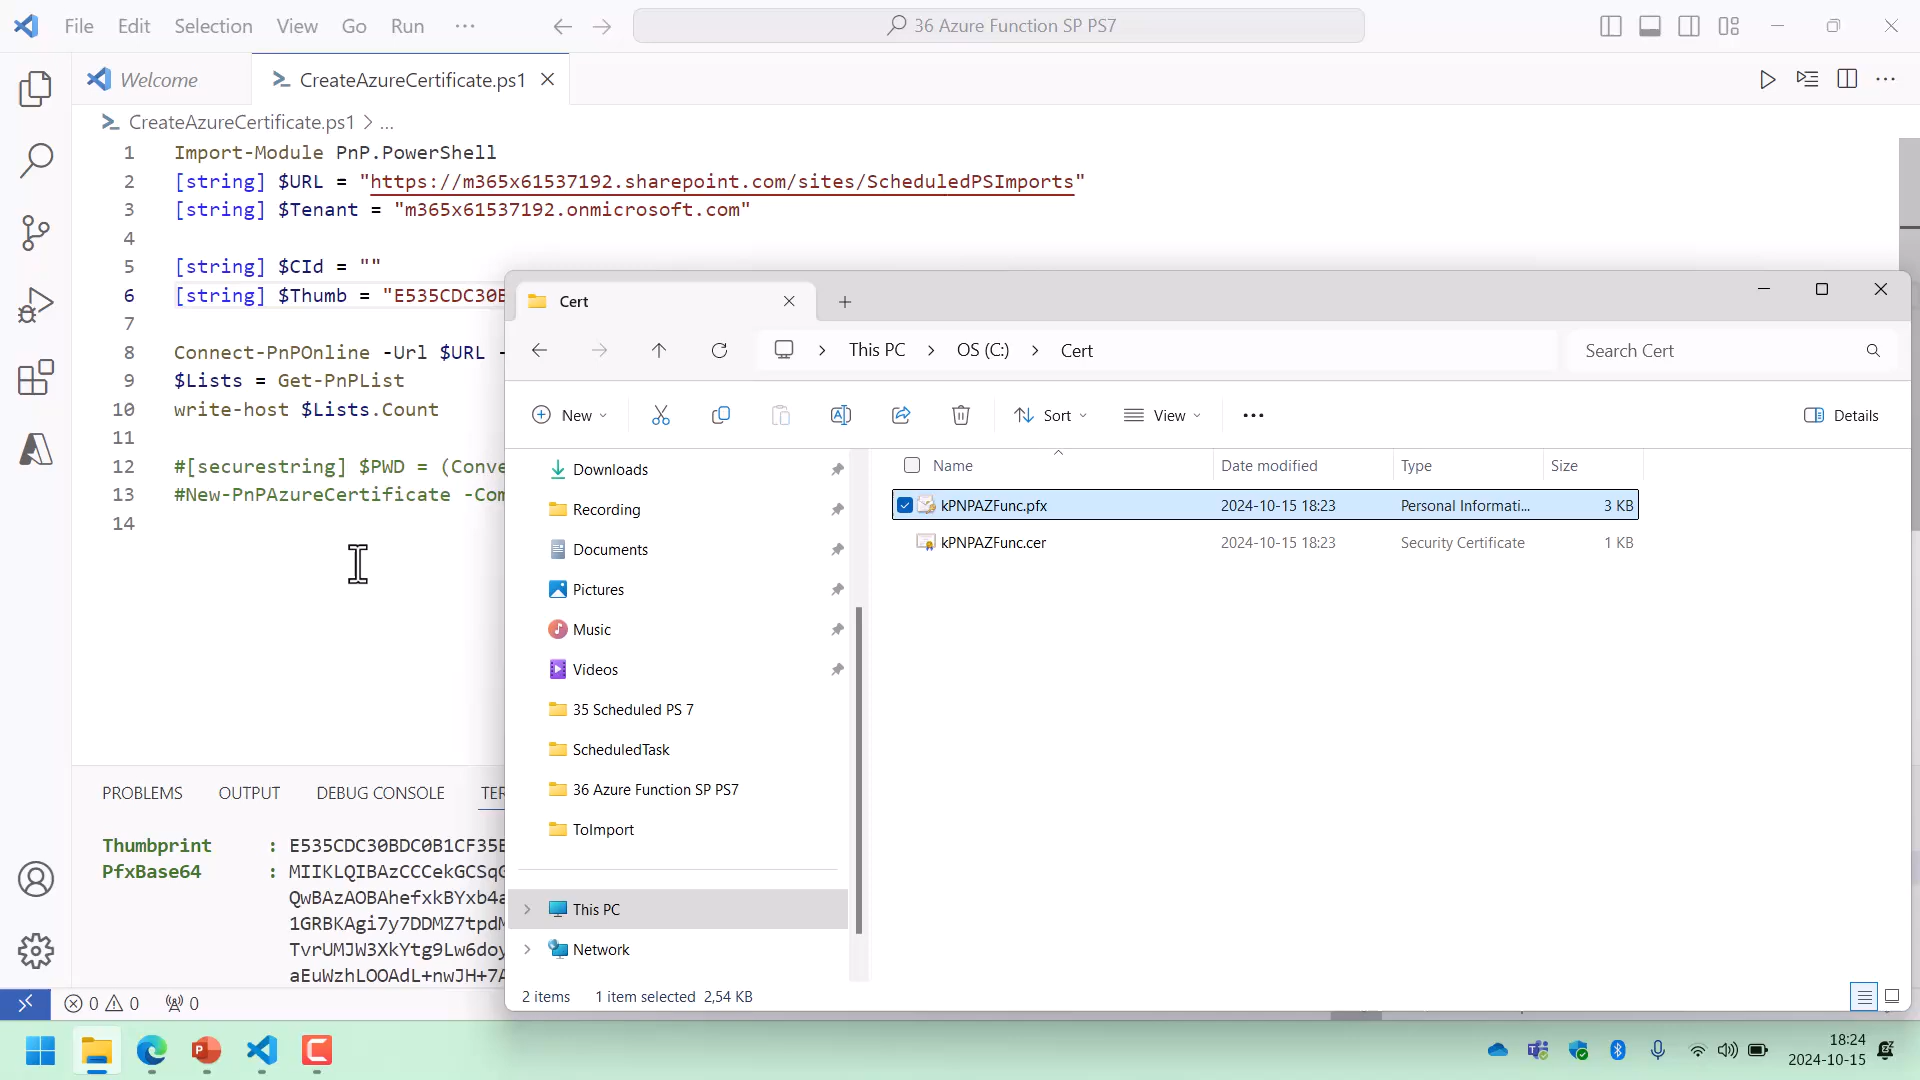 File Edit Selection View Go Run ··· 36 Azure Function SP PS7
Welcome CreateAzureCertificate.ps1
CreateAzureCertificate.ps1 > ...
1 Import-Module PnP.PowerShell
2 [string] $URL = "https://m365x61537192.sharepoint.com/sites/ScheduledPSImports"
3 [string] $Tenant = "m365x61537192.onmicrosoft.com"
4
5 [string] $CId = ""
6 [string] $Thumb = "E535CDC30B
7
8 Connect-PnPOnline -Url $URL -
9 $Lists = Get-PnPList
10 write-host $Lists.Count
11
12 #[securestring] $PWD = (Conve
13 #New-PnPAzureCertificate -Com
14
PROBLEMS OUTPUT DEBUG CONSOLE TER
Thumbprint : E535CDC30BDC0B1CF35E
PfxBase64 : MIIKLQIBAzCCCekGCSqG
QwBAzAOBAhefxkBYxb4a
1GRBKAgi7y7DDMZ7tpdM
TvrUMJW3XkYtg9Lw6doy
aEuWzhLOOAdL+nwJH+7A
0 0 0
Cert
This PC > OS (C:) > Cert
Search Cert
New Sort View ··· Details
Downloads
Recording
Documents
Pictures
Music
Videos
35 Scheduled PS 7
ScheduledTask
36 Azure Function SP PS7
ToImport
This PC
Network
Name Date modified Type Size
kPNPAZFunc.pfx 2024-10-15 18:23 Personal Informati... 3 KB
kPNPAZFunc.cer 2024-10-15 18:23 Security Certificate 1 KB
2 items 1 item selected 2,54 KB
18:24
2024-10-15